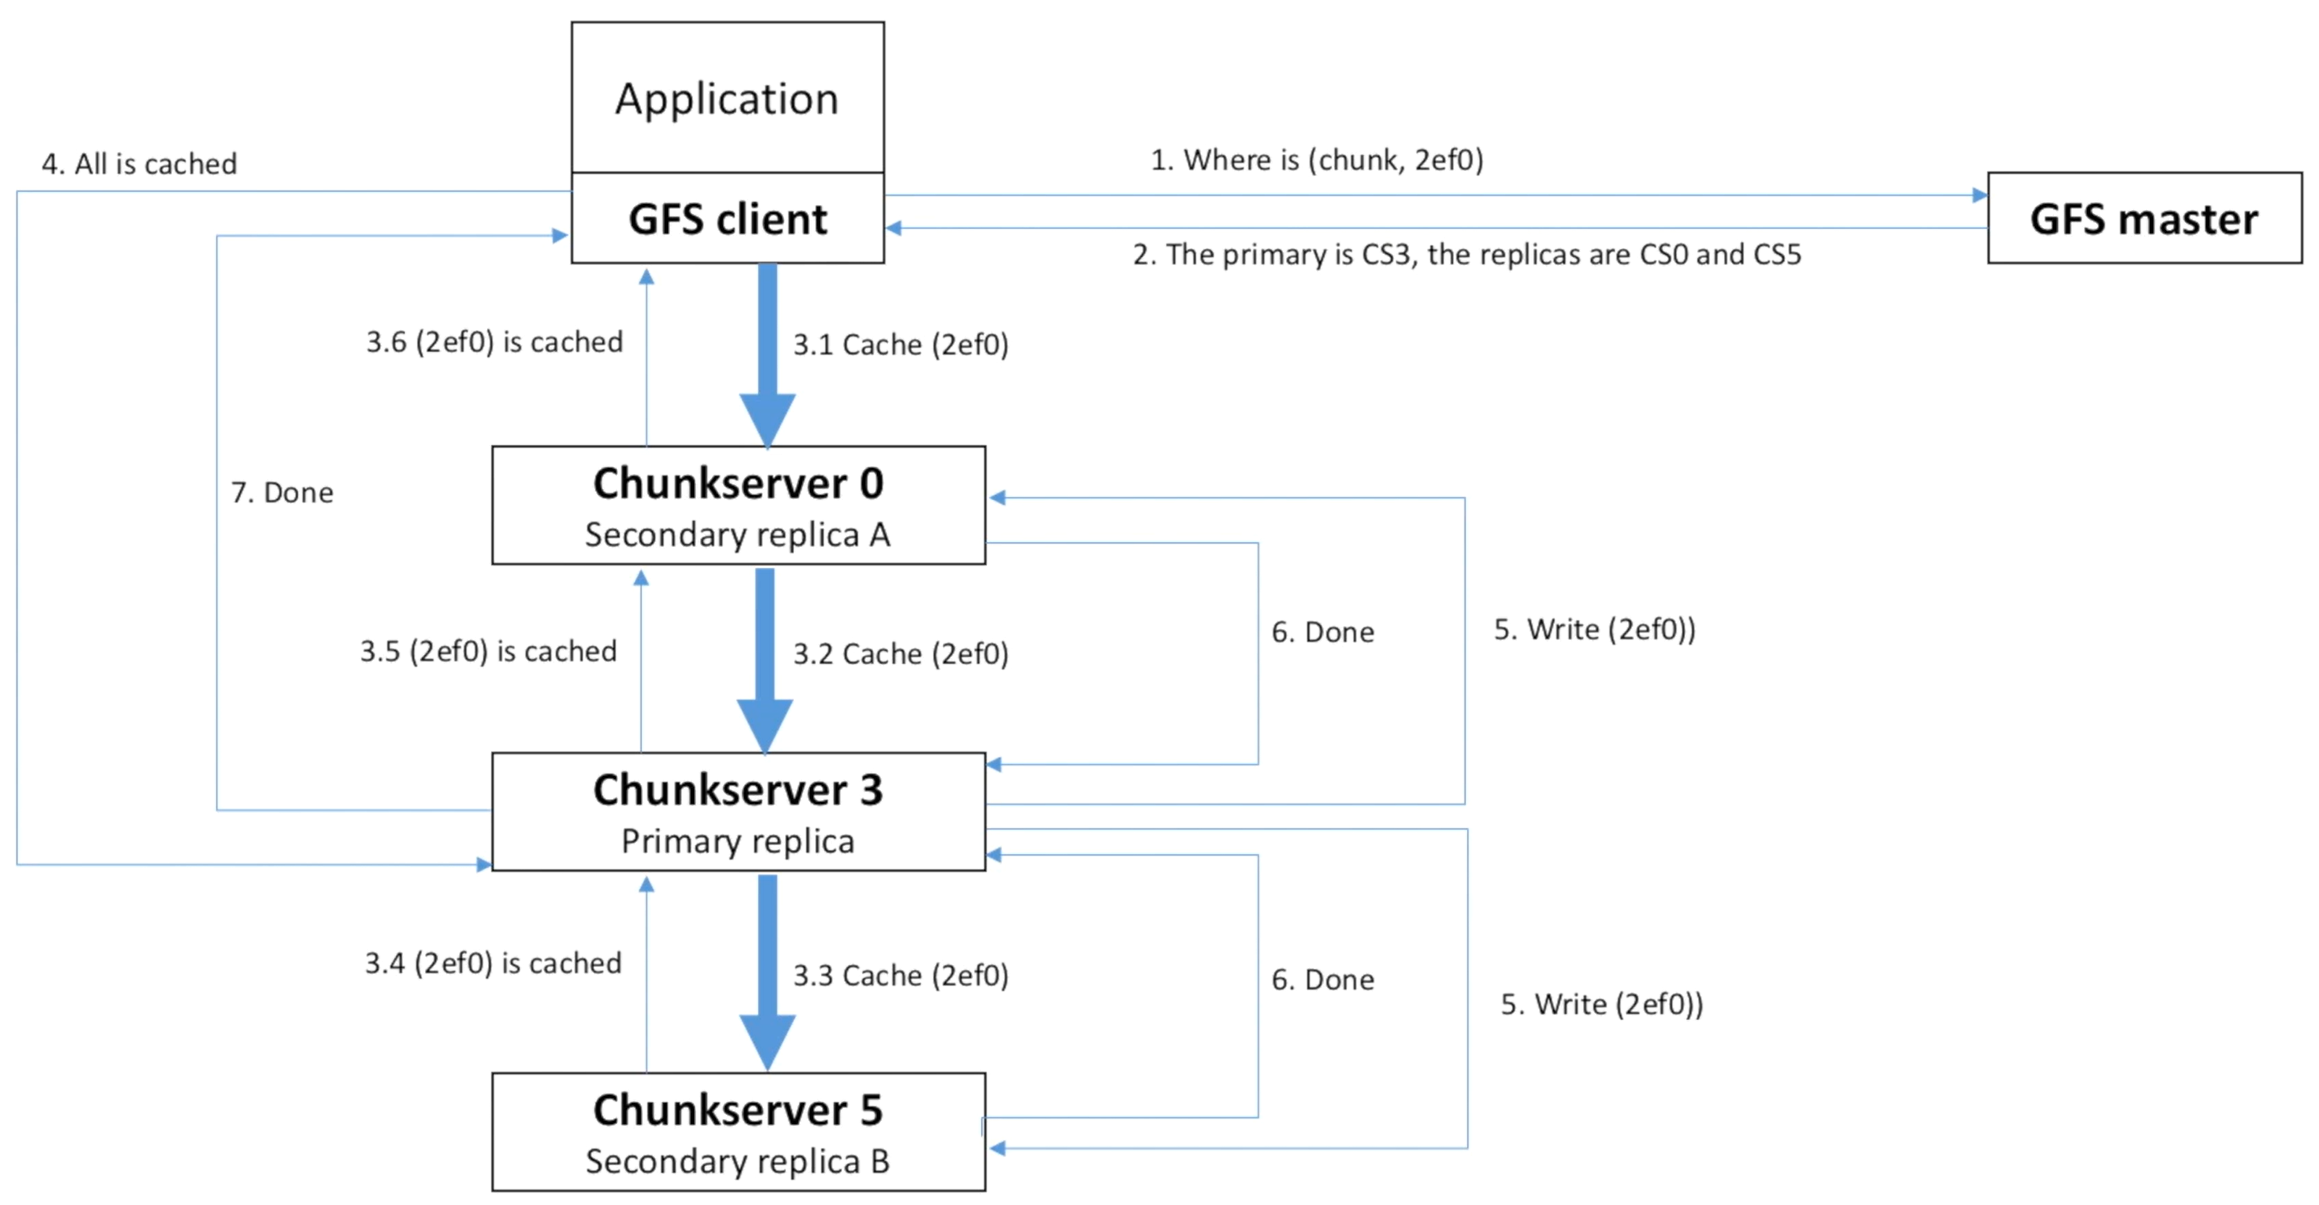 Application
4. All is cached
1. Where is (chunk, 2ef0)
GFS client
GFS master
2. The primary is CS3, the replicas are CS0 and CS5
3.6 (2ef0) is cached
3.1 Cache (2ef0)
Chunkserver 0
Secondary replica A
7. Done
3.5 (2ef0) is cached
3.2 Cache (2ef0)
6. Done
5. Write (2ef0))
Chunkserver 3
Primary replica
3.4 (2ef0) is cached
3.3 Cache (2ef0)
6. Done
5. Write (2ef0))
Chunkserver 5
Secondary replica B